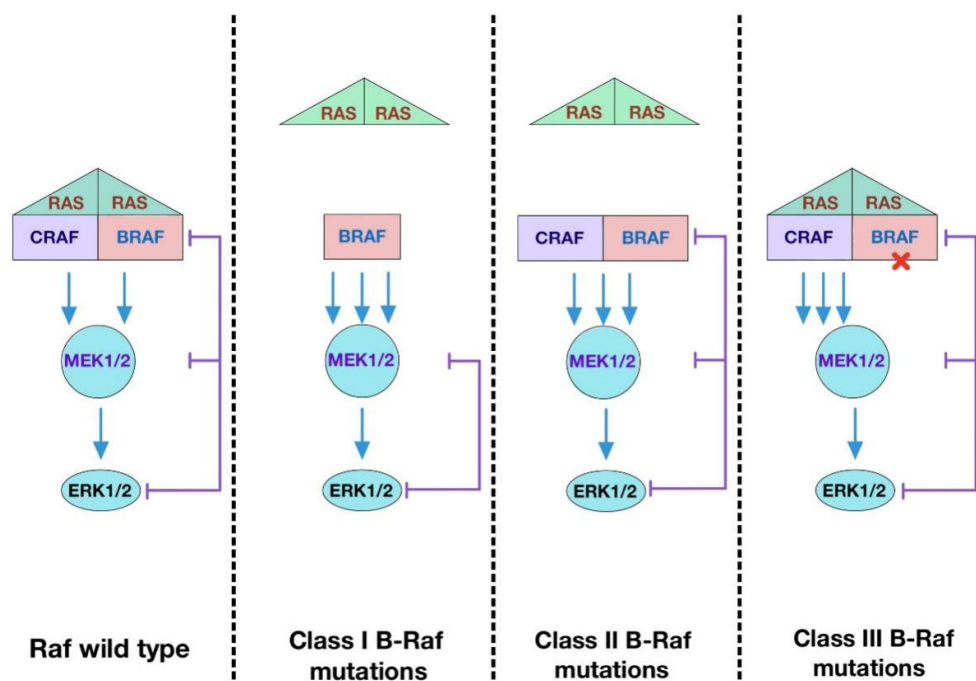 RAS RAS
CRAF BRAF
MEK1/2
ERK1/2
Raf wild type
RAS RAS
BRAF
MEK1/2
ERK1/2
Class I B-Raf
mutations
RAS RAS
CRAF BRAF
MEK1/2
ERK1/2
Class II B-Raf
mutations
RAS RAS
CRAF BRAF
MEK1/2
ERK1/2
Class III B-Raf
mutations